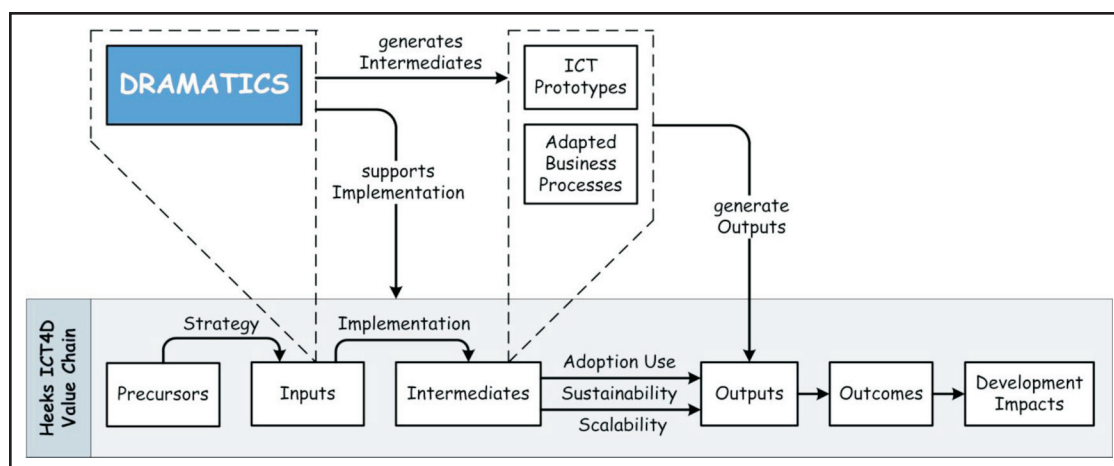 DRAMATICS
generates
Intermediates
ICT
Prototypes
Adapted
Business
Processes
supports
Implementation
generate
Outputs
Heeks ICT4D
Value Chain
Strategy
Implementation
Precursors
Inputs
Intermediates
Adoption Use
Sustainability
Scalability
Outputs
Outcomes
Development
Impacts